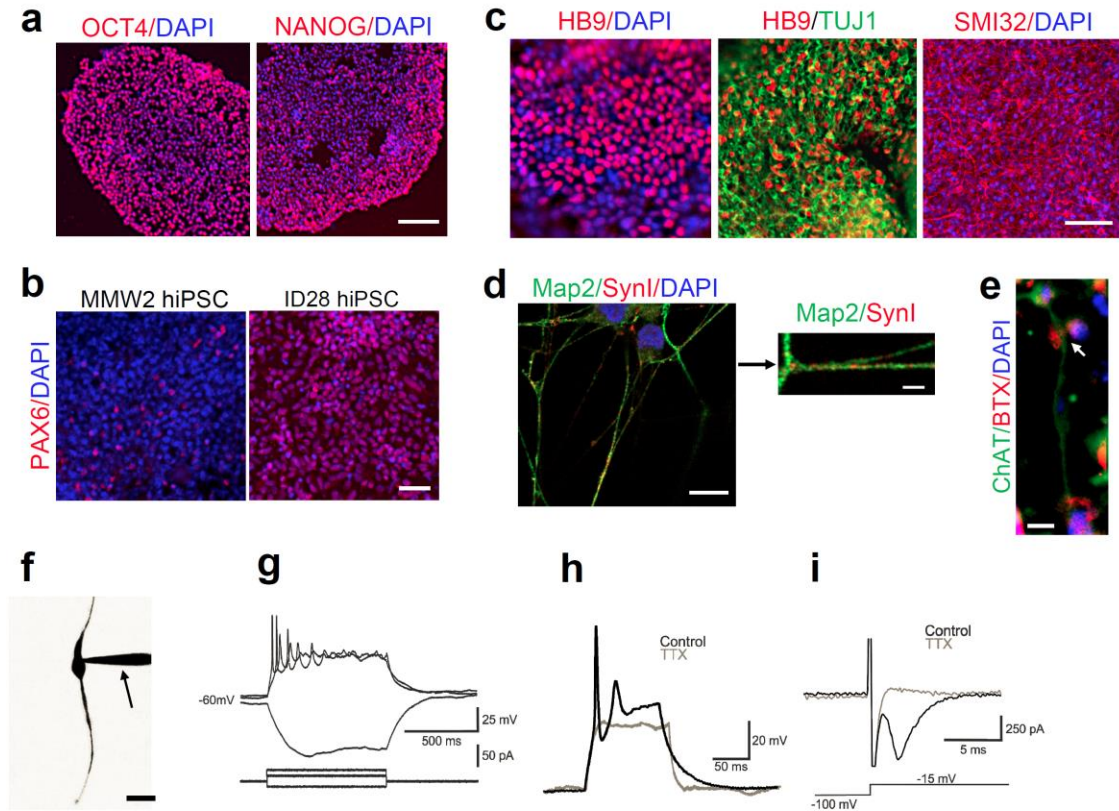 a
OCT4/DAPI
NANOG/DAPI
b
MMW2 hiPSC
ID28 hiPSC
PAX6/DAPI
c
HB9/DAPI
HB9/TUJ1
SMI32/DAPI
d
Map2/SynI/DAPI
Map2/SynI
e
ChAT/BTX/DAPI
f
g
-60mV
25 mV
500 ms
50 pA
h
Control
TTX
20 mV
50 ms
i
Control
TTX
250 pA
5 ms
-15 mV
-100 mV